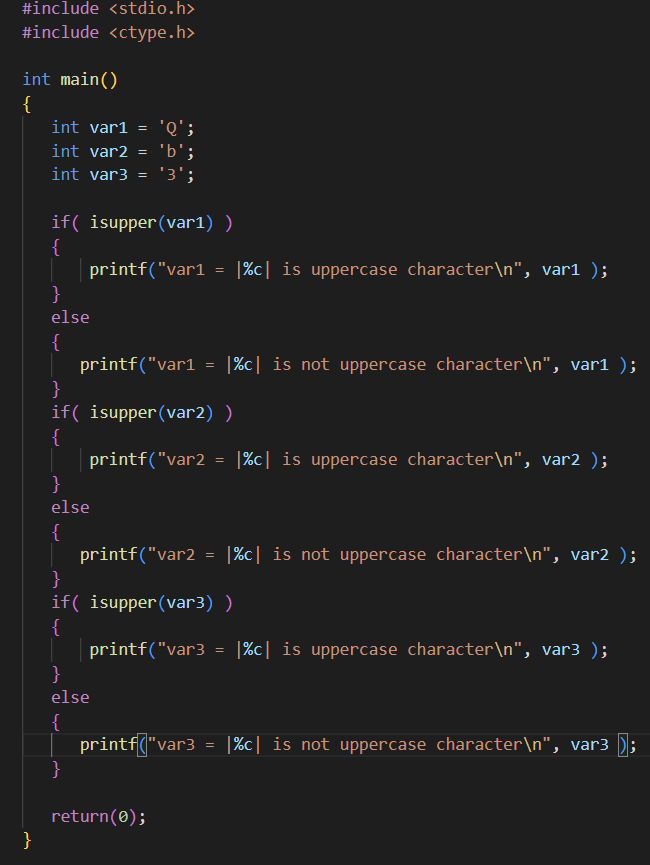 #include <stdio.h>
#include <ctype.h>

int main()
{
   int var1 = 'Q';
   int var2 = 'b';
   int var3 = '3';

   if( isupper(var1) )
   {
       printf("var1 = |%c| is uppercase character\n", var1 );
   }
   else
   {
      printf("var1 = |%c| is not uppercase character\n", var1 );
   }
   if( isupper(var2) )
   {
       printf("var2 = |%c| is uppercase character\n", var2 );
   }
   else
   {
      printf("var2 = |%c| is not uppercase character\n", var2 );
   }
   if( isupper(var3) )
   {
       printf("var3 = |%c| is uppercase character\n", var3 );
   }
   else
   {
      printf("var3 = |%c| is not uppercase character\n", var3 );
   }

   return(0);
}